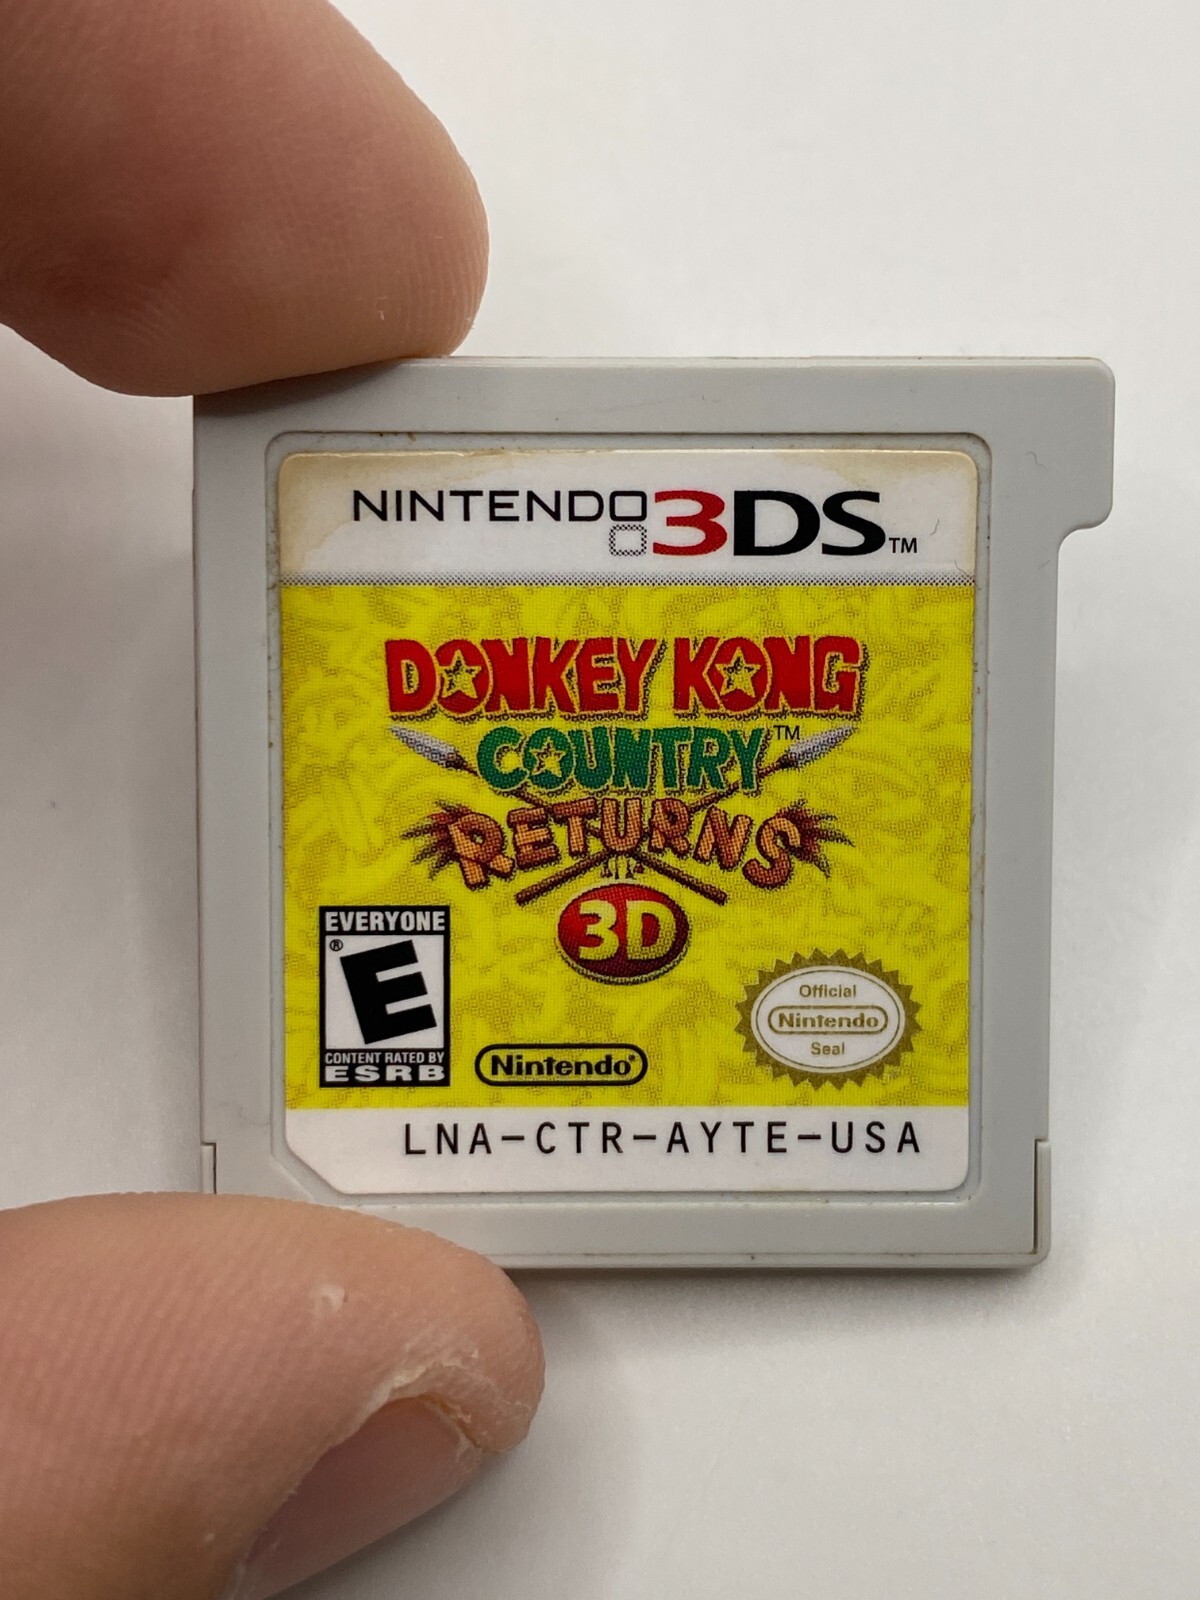 NINTENDO 3DS™
DONKEY KONG
COUNTRY™
RETURNS
3D
EVERYONE
®
E
CONTENT RATED BY
ESRB
Nintendo®
Official
Nintendo
Seal
LNA-CTR-AYTE-USA